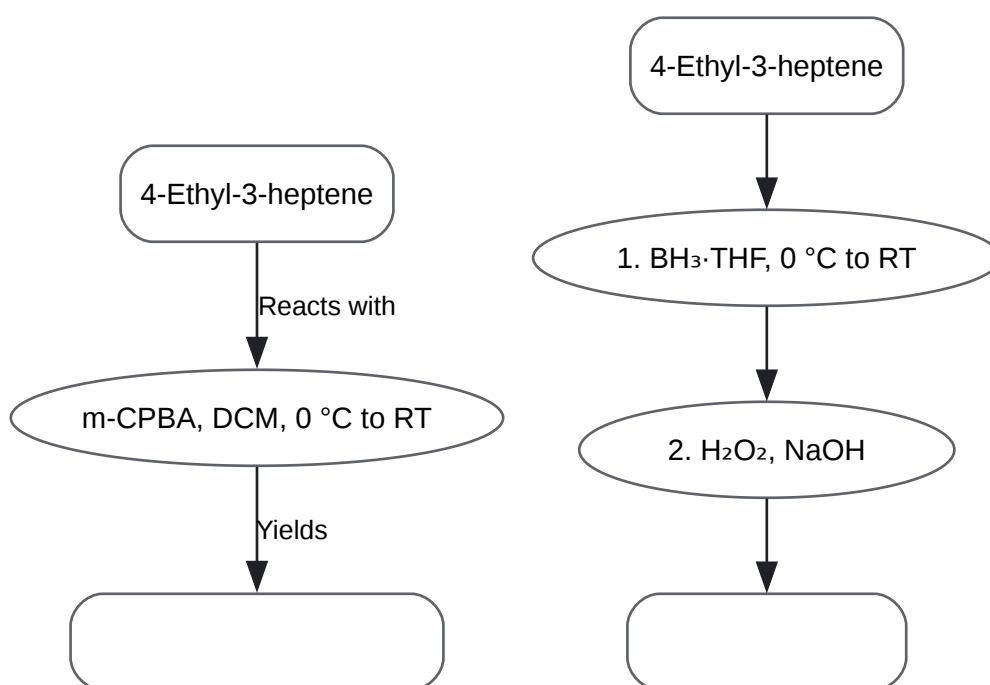 4-Ethyl-3-heptene
Reacts with
m-CPBA, DCM, 0 °C to RT
Yields
4-Ethyl-3-heptene
1. BH₃·THF, 0 °C to RT
2. H₂O₂, NaOH